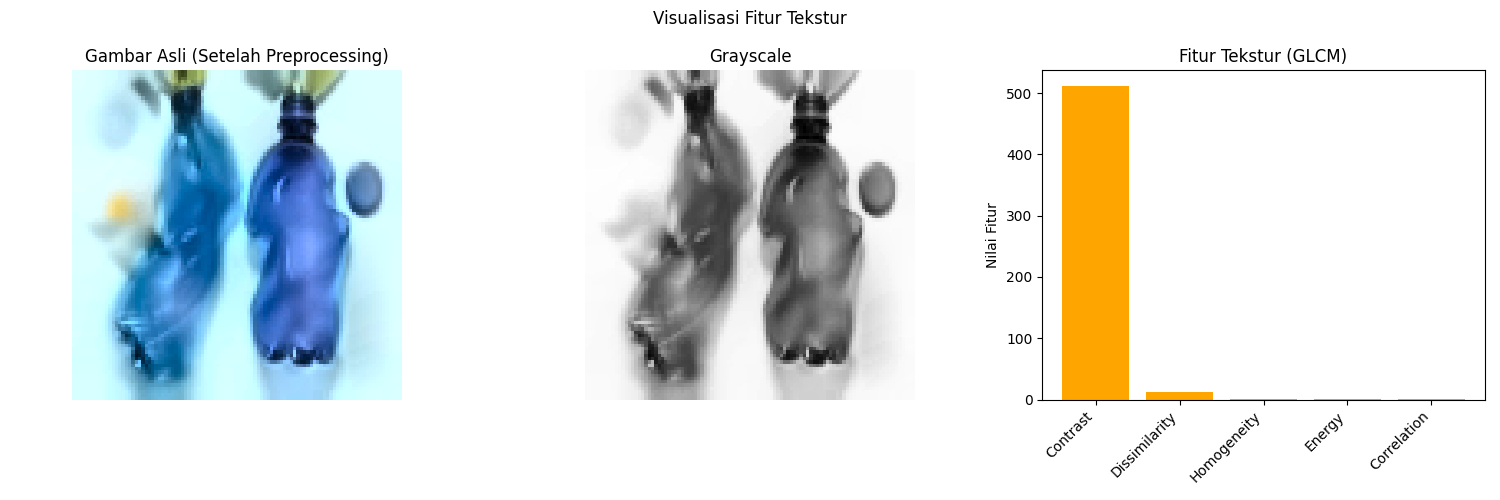 Visualisasi Fitur Tekstur
Gambar Asli (Setelah Preprocessing)
Grayscale
Fitur Tekstur (GLCM)
Nilai Fitur
500
400
300
200
100
0
Contrast
Dissimilarity
Homogeneity
Energy
Correlation